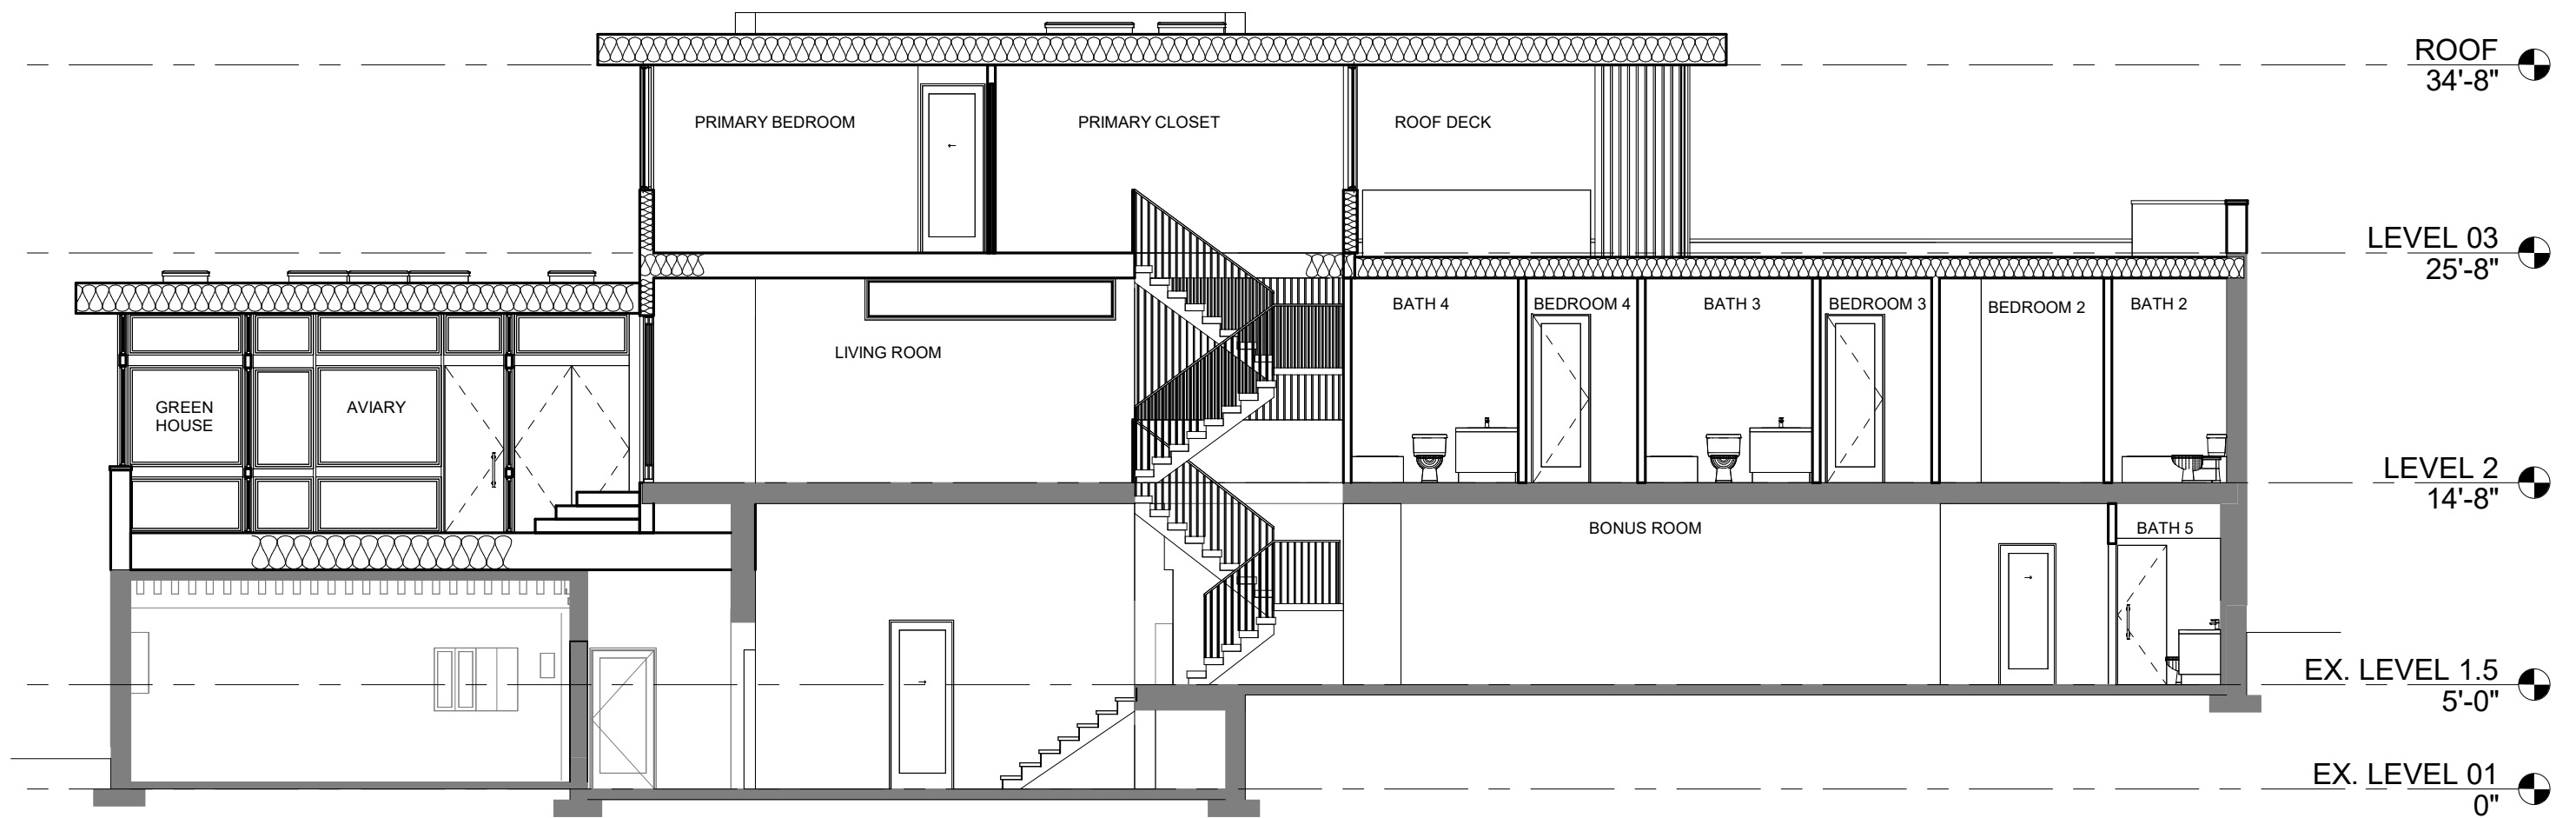 ROOF
34'-8"
PRIMARY BEDROOM
PRIMARY CLOSET
ROOF DECK
LEVEL 03
25'-8"
BATH 4
BEDROOM 4
BATH 3
BEDROOM 3
BEDROOM 2
BATH 2
LIVING ROOM
GREEN
HOUSE
AVIARY
LEVEL 2
14'-8"
BONUS ROOM
BATH 5
EX. LEVEL 1.5
5'-0"
EX. LEVEL 01
0"